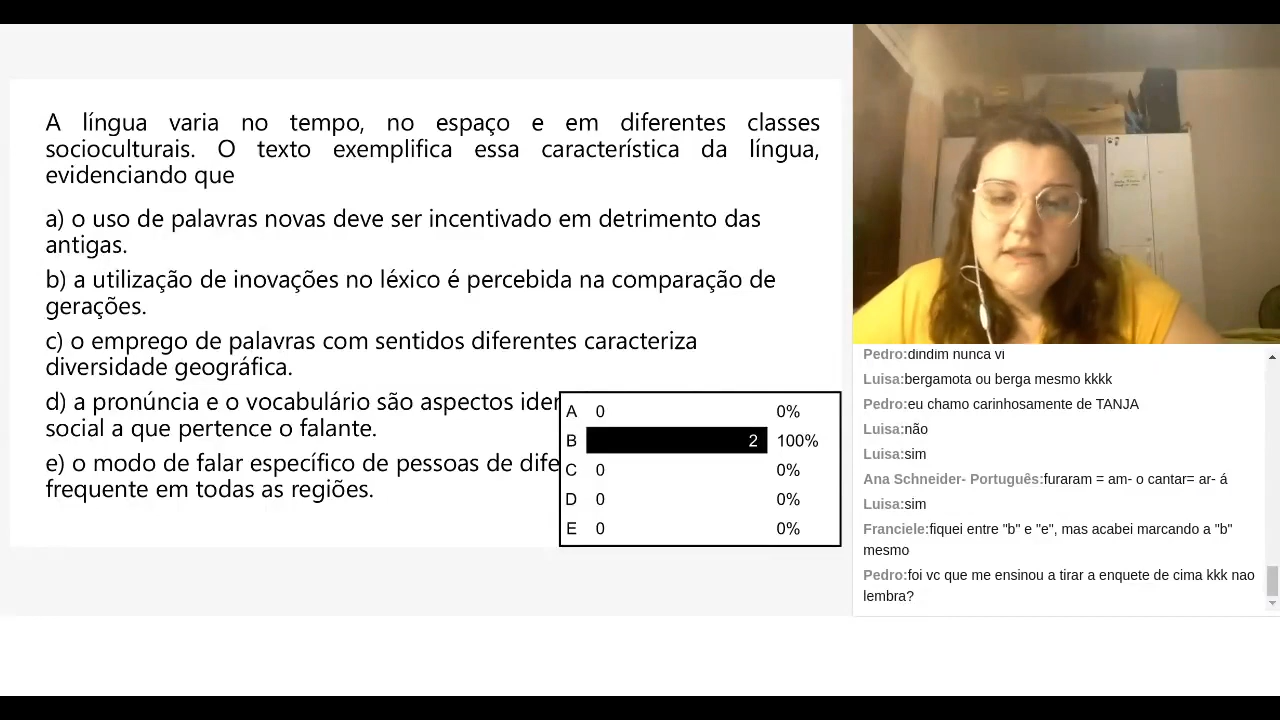 A língua varia no tempo, no espaço e em diferentes classes
socioculturais. O texto exemplifica essa característica da língua,
evidenciando que
a) o uso de palavras novas deve ser incentivado em detrimento das
antigas.
b) a utilização de inovações no léxico é percebida na comparação de
gerações.
c) o emprego de palavras com sentidos diferentes caracteriza
diversidade geográfica.
d) a pronúncia e o vocabulário são aspectos
social a que pertence o falante.
e) o modo de falar específico de pessoas de
frequente em todas as regiões.
A 0 0%
B 2 100%
C 0 0%
D 0 0%
E 0 0%
Pedro:dindim nunca vi
Luisa:bergamota ou berga mesmo kkkk
Pedro:eu chamo carinhosamente de TANJA
Luisa:não
Luisa:sim
Ana Schneider- Português:furaram = am- o cantar= ar- á
Luisa:sim
Franciele:fiquei entre "b" e "e", mas acabei marcando a "b"
mesmo
Pedro:foi vc que me ensinou a tirar a enquete de cima kkk nao
lembra?